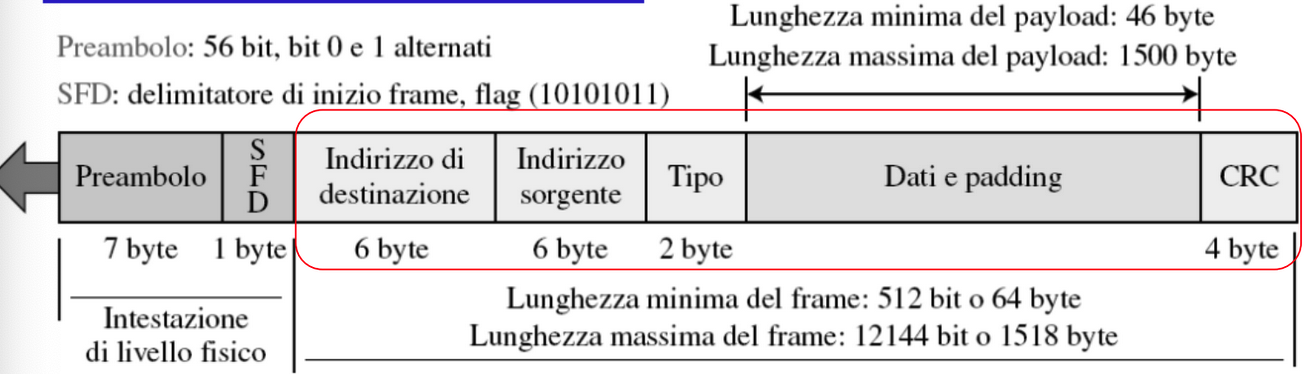 Lunghezza minima del payload: 46 byte
Preambolo: 56 bit, bit 0 e 1 alternati
Lunghezza massima del payload: 1500 byte
SFD: delimitatore di inizio frame, flag (10101011)
Preambolo
S
F
D
Indirizzo di
destinazione
Indirizzo
sorgente
Tipo
Dati e padding
CRC
7 byte
1 byte
6 byte
6 byte
2 byte
4 byte
Intestazione
di livello fisico
Lunghezza minima del frame: 512 bit o 64 byte
Lunghezza massima del frame: 12144 bit o 1518 byte